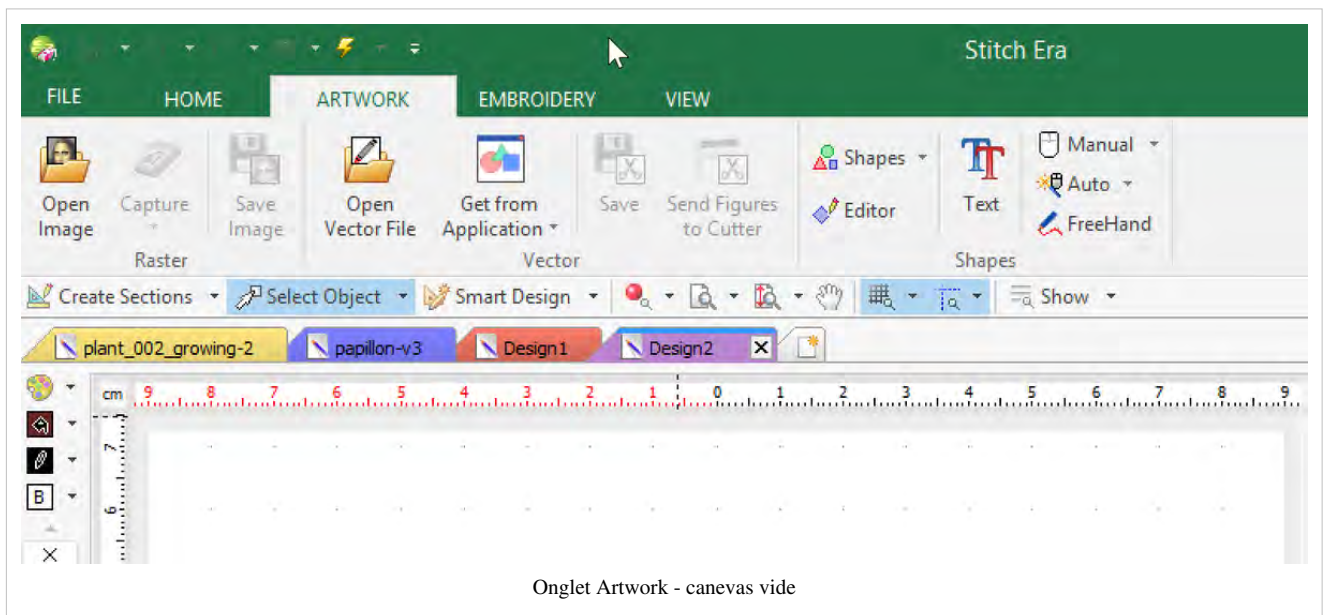 Stitch Era
FILE HOME ARTWORK EMBROIDERY VIEW
Open Image
Capture
Save Image
Raster
Open Vector File
Get from Application
Save
Send Figures to Cutter
Vector
Shapes
Editor
Text
Manual
Auto
FreeHand
Shapes
Create Sections Select Object Smart Design Show
plant_002_growing-2 papillon-v3 Design1 Design2
cm 9 8 7 6 5 4 3 2 1 0 1 2 3 4 5 6 7 8 9
7
B
6
Onglet Artwork - canevas vide